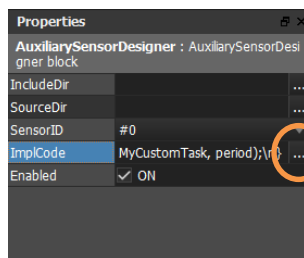 Properties
AuxiliarySensorDesigner : AuxiliarySensorDesi
gner block
IncludeDir ...
SourceDir ...
SensorID #0
ImplCode MyCustomTask, period);\n} ...
Enabled ON